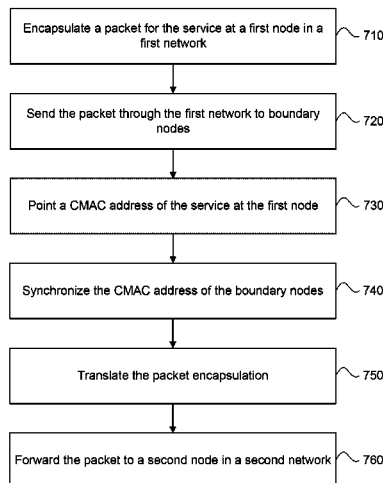 Encapsulate a packet for the service at a first node in a
first network
710
Send the packet through the first network to boundary
nodes
720
Point a CMAC address of the service at the first node
730
Synchronize the CMAC address of the boundary nodes
740
Translate the packet encapsulation
750
Forward the packet to a second node in a second network
760